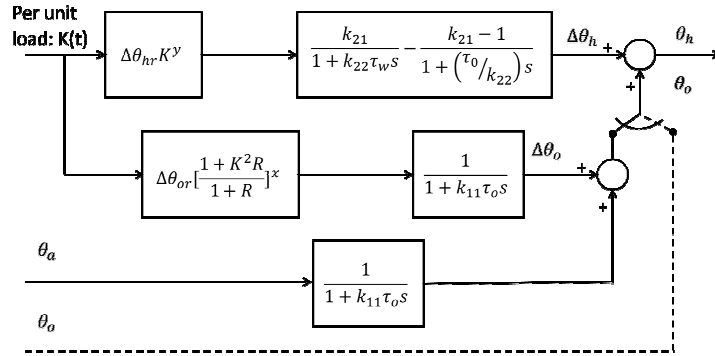 Per unit
load: K(t)
Δθ_hr K^y
k_21 / (1 + k_22 τ_w s) − (k_21 − 1) / (1 + (τ_0/k_22) s)
Δθ_h
+
θ_h
+
θ_o
Δθ_or [(1 + K^2 R) / (1 + R)]^x
1 / (1 + k_11 τ_o s)
Δθ_o
+
+
θ_a
1 / (1 + k_11 τ_o s)
θ_o